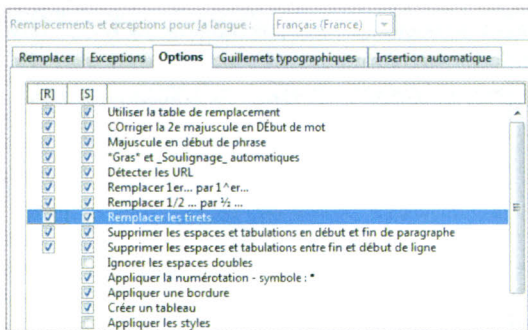 Remplacements et exceptions pour la langue : Français (France)
Remplacer Exceptions Options Guillemets typographiques Insertion automatique
[R] [S]
Utiliser la table de remplacement
COrriger la 2e majuscule en DÉbut de mot
Majuscule en début de phrase
"Gras" et _Soulignage_ automatiques
Détecter les URL
Remplacer 1er... par 1^er...
Remplacer 1/2 ... par ½ ...
Remplacer les tirets
Supprimer les espaces et tabulations en début et fin de paragraphe
Supprimer les espaces et tabulations entre fin et début de ligne
Ignorer les espaces doubles
Appliquer la numérotation - symbole : •
Appliquer une bordure
Créer un tableau
Appliquer les styles